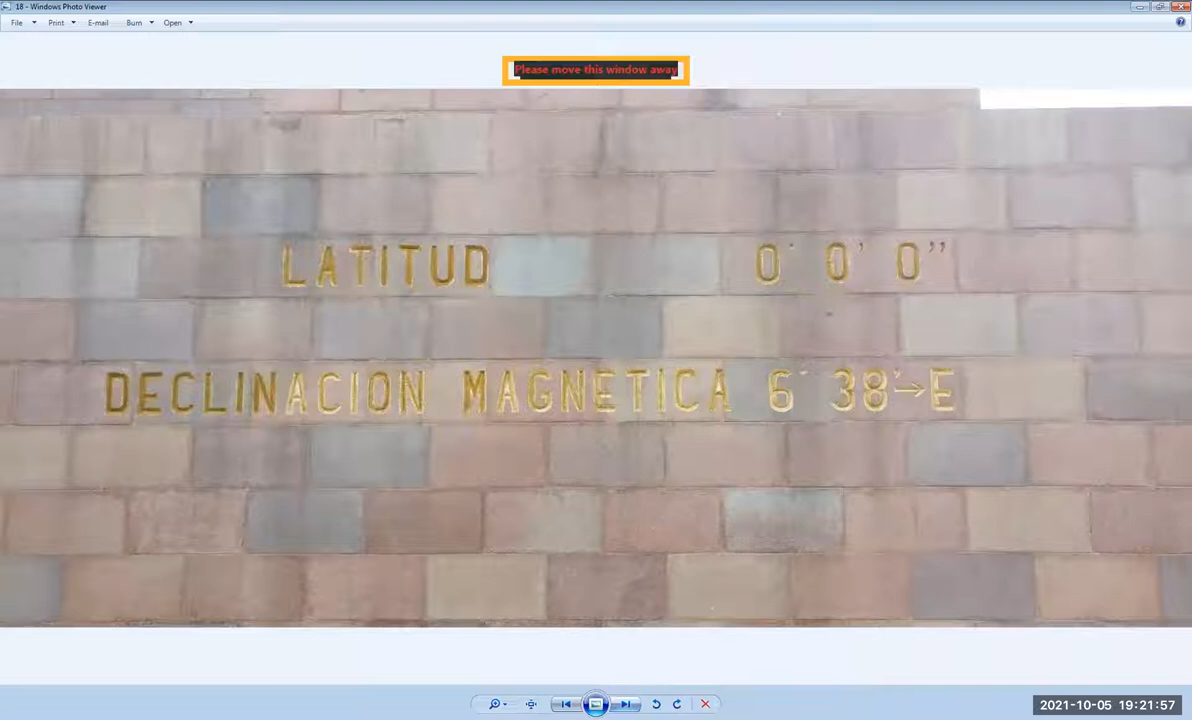 18 - Windows Photo Viewer
File Print E-mail Burn Open
Please move this window away
LATITUD 0° 0' 0"
DECLINACION MAGNETICA 6° 38'→E
2021-10-05 19:21:57